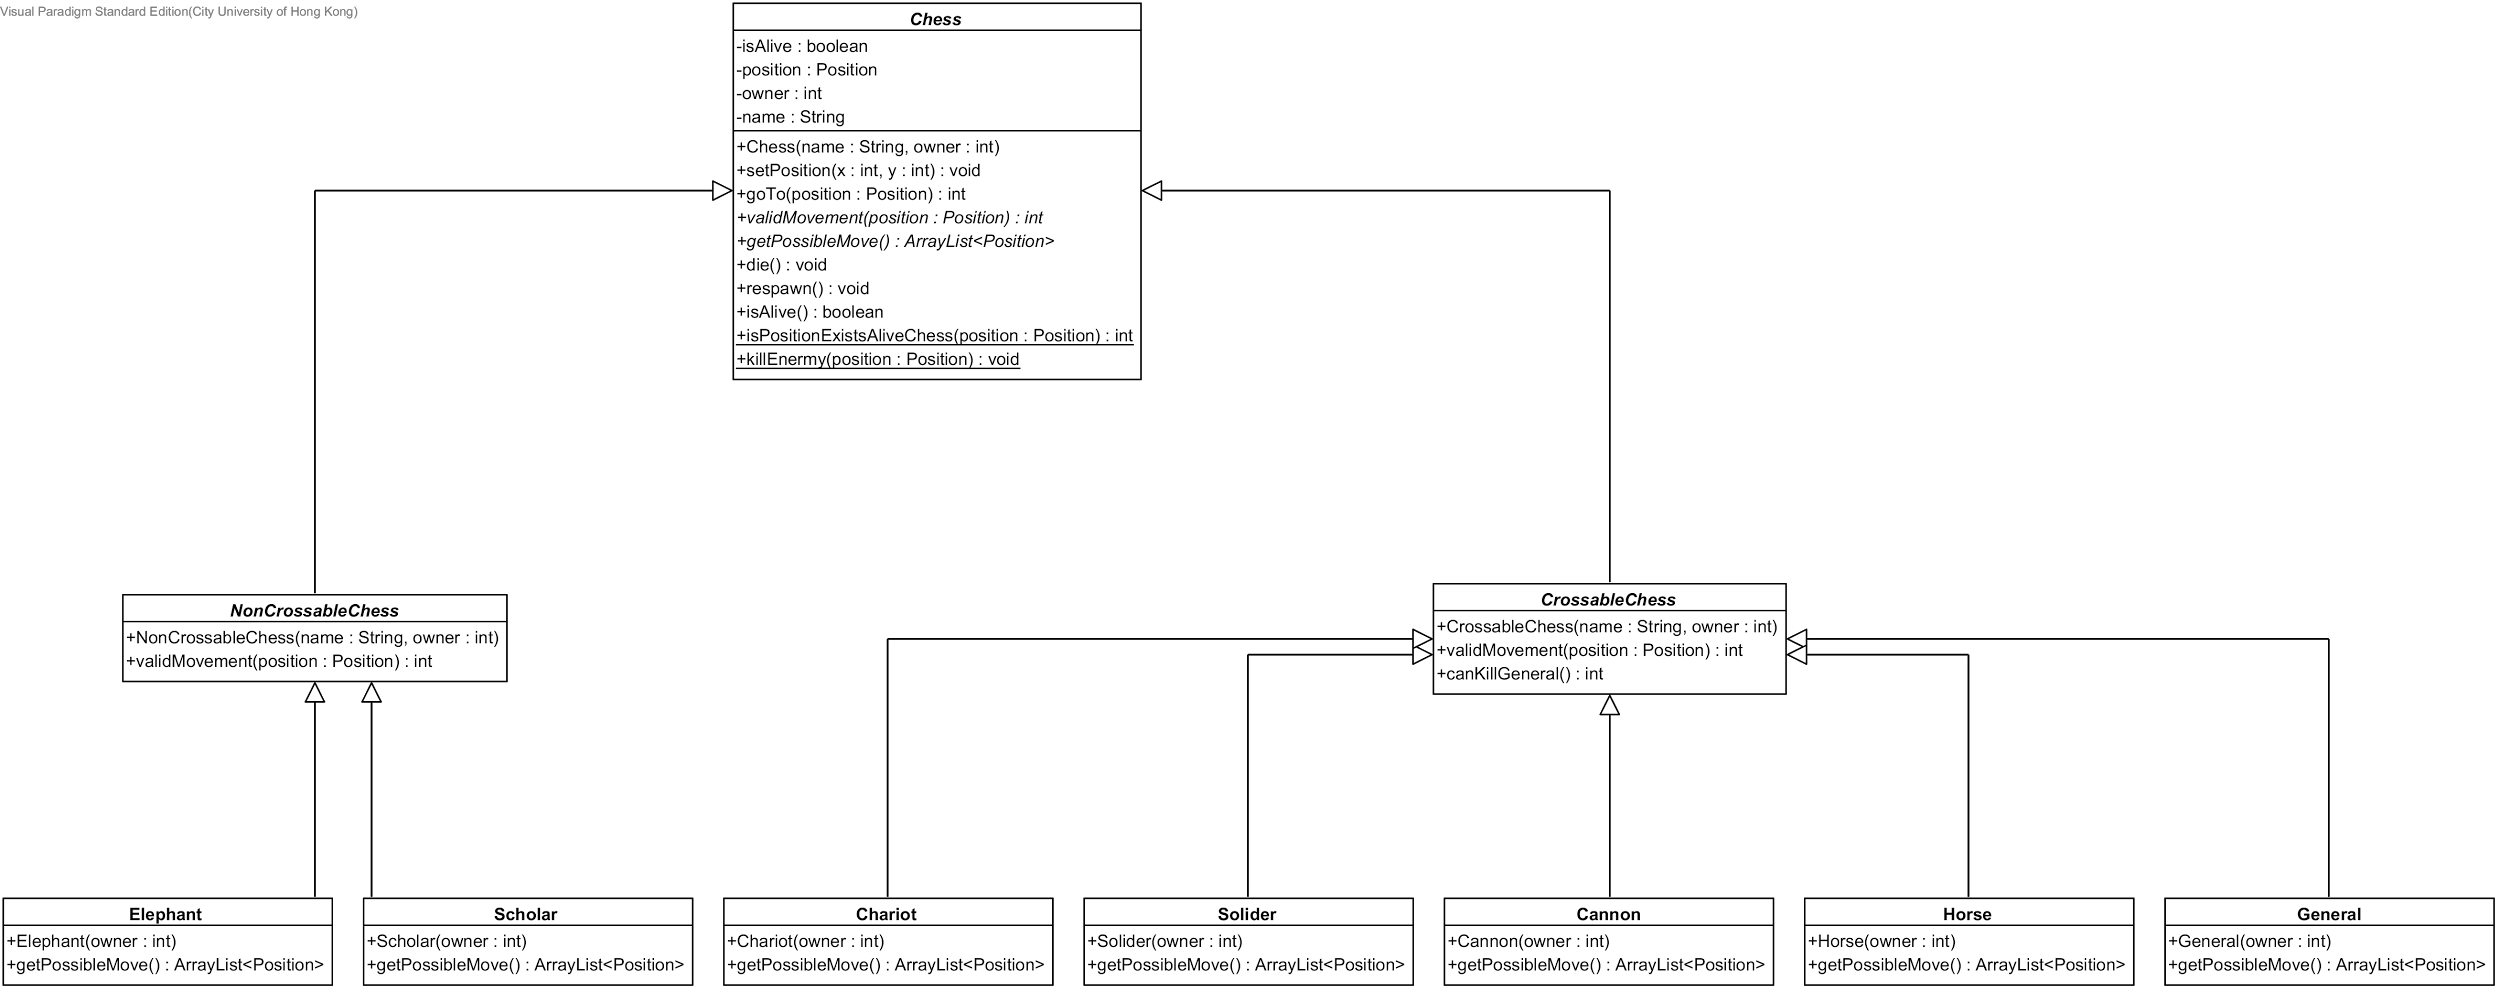 Visual Paradigm Standard Edition(City University of Hong Kong)
Chess
-isAlive : boolean
-position : Position
-owner : int
-name : String
+Chess(name : String, owner : int)
+setPosition(x : int, y : int) : void
+goTo(position : Position) : int
+validMovement(position : Position) : int
+getPossibleMove() : ArrayList<Position>
+die() : void
+respawn() : void
+isAlive() : boolean
+isPositionExistsAliveChess(position : Position) : int
+killEnermy(position : Position) : void
NonCrossableChess
+NonCrossableChess(name : String, owner : int)
+validMovement(position : Position) : int
CrossableChess
+CrossableChess(name : String, owner : int)
+validMovement(position : Position) : int
+canKillGeneral() : int
Elephant
+Elephant(owner : int)
+getPossibleMove() : ArrayList<Position>
Scholar
+Scholar(owner : int)
+getPossibleMove() : ArrayList<Position>
Chariot
+Chariot(owner : int)
+getPossibleMove() : ArrayList<Position>
Solider
+Solider(owner : int)
+getPossibleMove() : ArrayList<Position>
Cannon
+Cannon(owner : int)
+getPossibleMove() : ArrayList<Position>
Horse
+Horse(owner : int)
+getPossibleMove() : ArrayList<Position>
General
+General(owner : int)
+getPossibleMove() : ArrayList<Position>